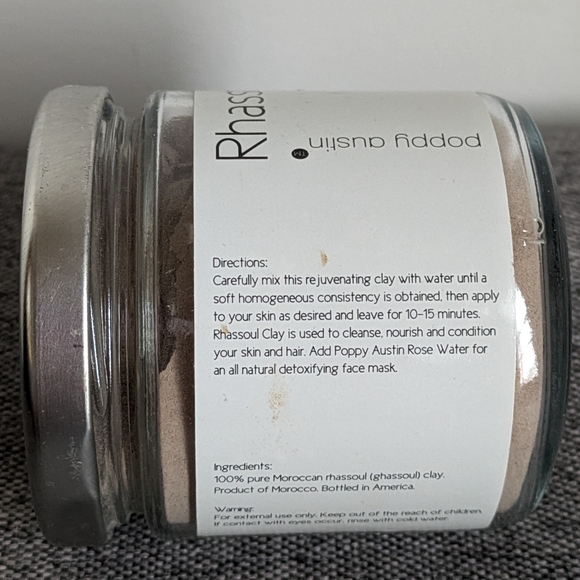 Rhass
poppy austin
TM
Directions:
Carefully mix this rejuvenating clay with water until a
soft homogeneous consistency is obtained, then apply
to your skin as desired and leave for 10-15 minutes.
Rhassoul Clay is used to cleanse, nourish and condition
your skin and hair. Add Poppy Austin Rose Water for
an all natural detoxifying face mask.
Ingredients:
100% pure Moroccan rhassoul (ghassoul) clay.
Product of Morocco. Bottled in America.
Warning:
For external use only. Keep out of the reach of children.
If contact with eyes occur, rinse with cold water.